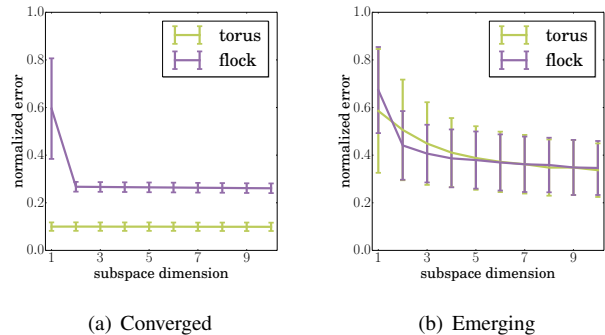 1.0
0.8
0.6
0.4
0.2
0.0
normalized error
1 3 5 7 9
subspace dimension
torus
flock
(a) Converged
1.0
0.8
0.6
0.4
0.2
0.0
normalized error
1 3 5 7 9
subspace dimension
torus
flock
(b) Emerging